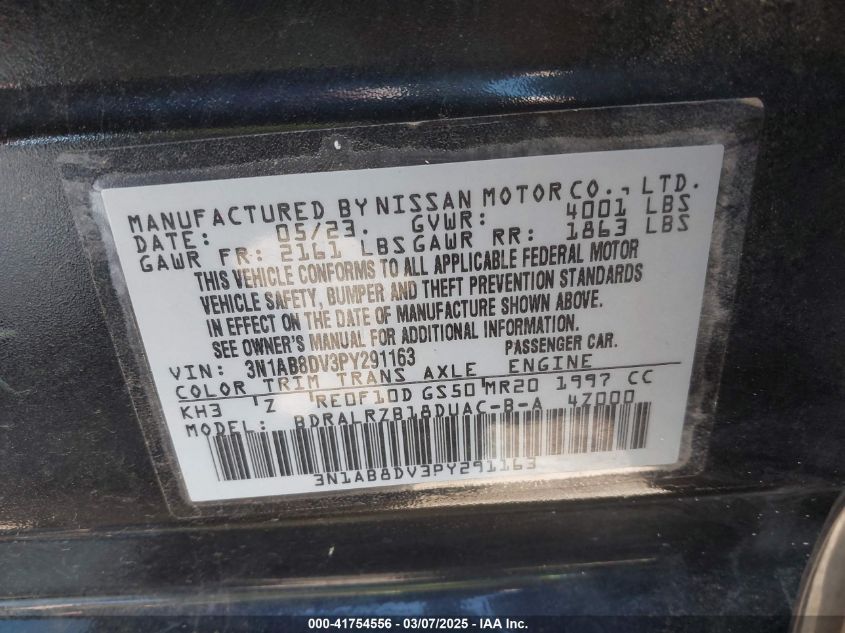 MANUFACTURED BY NISSAN MOTOR CO., LTD.
DATE: 05/23. GVWR: 4001 LBS
GAWR FR: 2161 LBS GAWR RR: 1863 LBS
THIS VEHICLE CONFORMS TO ALL APPLICABLE FEDERAL MOTOR
VEHICLE SAFETY, BUMPER AND THEFT PREVENTION STANDARDS
IN EFFECT ON THE DATE OF MANUFACTURE SHOWN ABOVE.
SEE OWNER'S MANUAL FOR ADDITIONAL INFORMATION.
VIN: 3N1AB8DV3PY291163 PASSENGER CAR.
COLOR TRIM TRANS AXLE ENGINE
KH3 Z RE0F10D GS50 MR20 1997 CC
MODEL: BDRALRZB18DUAC-B-A 4Z000
3N1AB8DV3PY291163
000-41754556 - 03/07/2025 - IAA Inc.